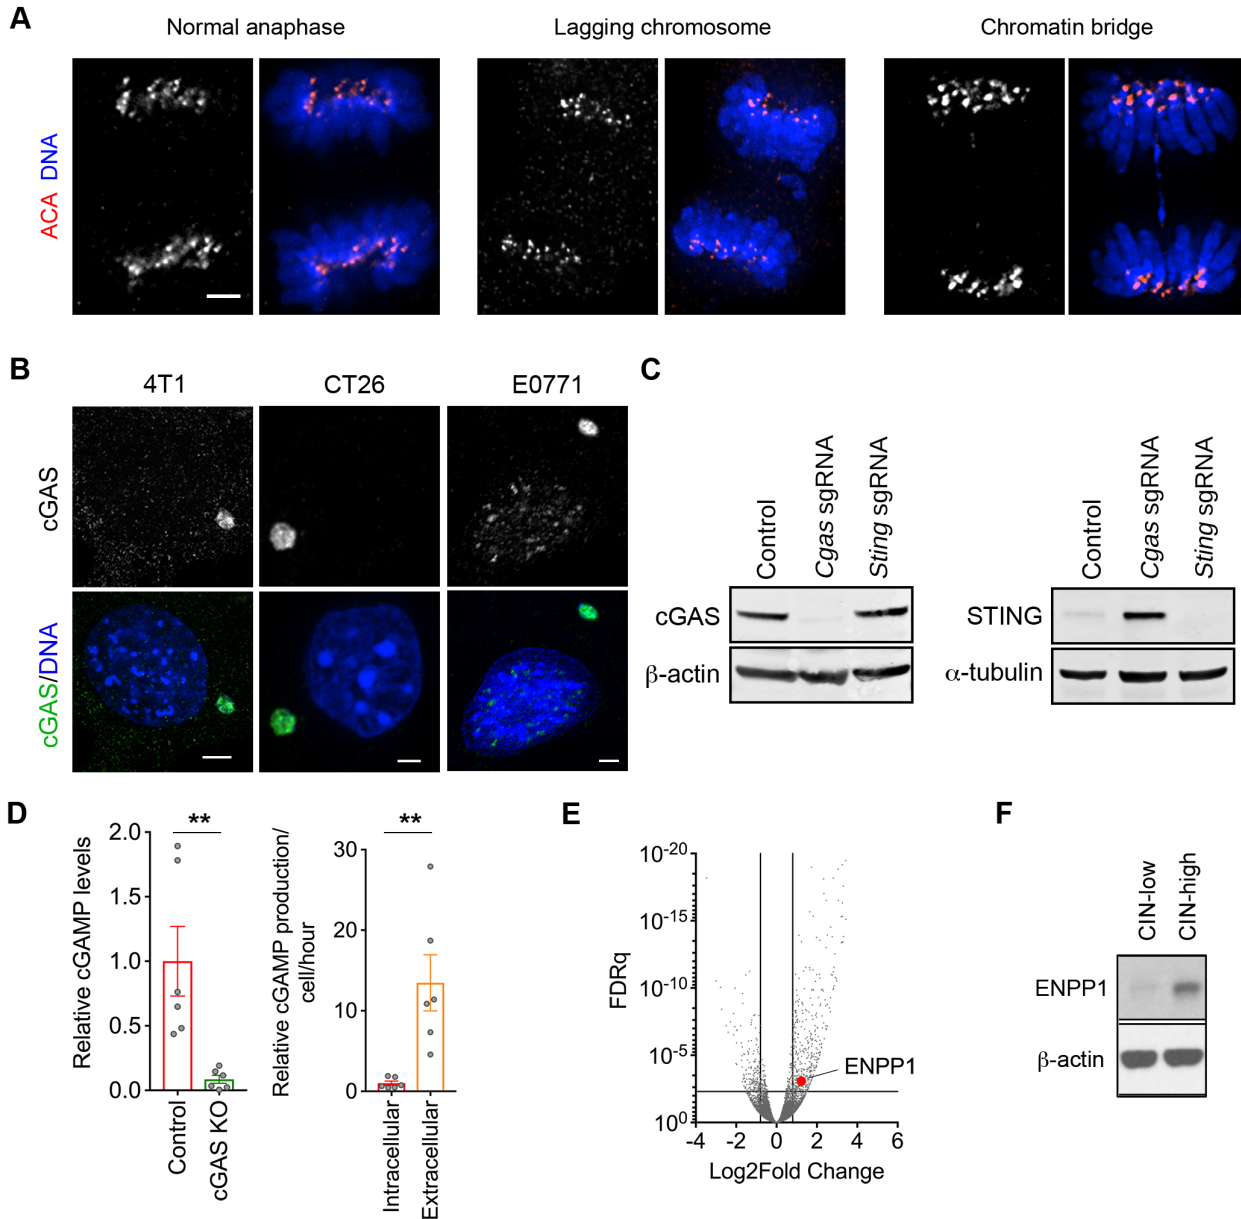 A
Normal anaphase
Lagging chromosome
Chromatin bridge
ACA DNA
B
4T1
CT26
E0771
cGAS
cGAS/DNA
C
Control
Cgas sgRNA
Sting sgRNA
cGAS
β-actin
Control
Cgas sgRNA
Sting sgRNA
STING
α-tubulin
D
Relative cGAMP levels
2.0
1.5
1.0
0.5
0.0
**
Control
cGAS KO
Relative cGAMP production/
cell/hour
30
20
10
0
**
Intracellular
Extracellular
E
FDRq
10-20
10-15
10-10
10-5
100
ENPP1
-4 -2 0 2 4 6
Log2Fold Change
F
CIN-low
CIN-high
ENPP1
β-actin